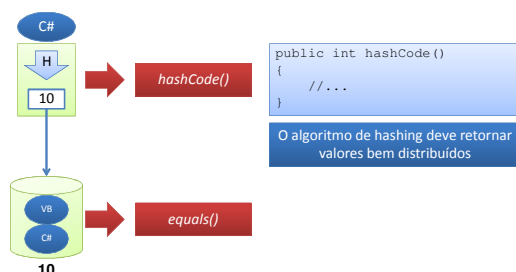 C#
H
10
hashCode()
public int hashCode()
{
//...
}
O algoritmo de hashing deve retornar
valores bem distribuídos
VB
C#
equals()
10